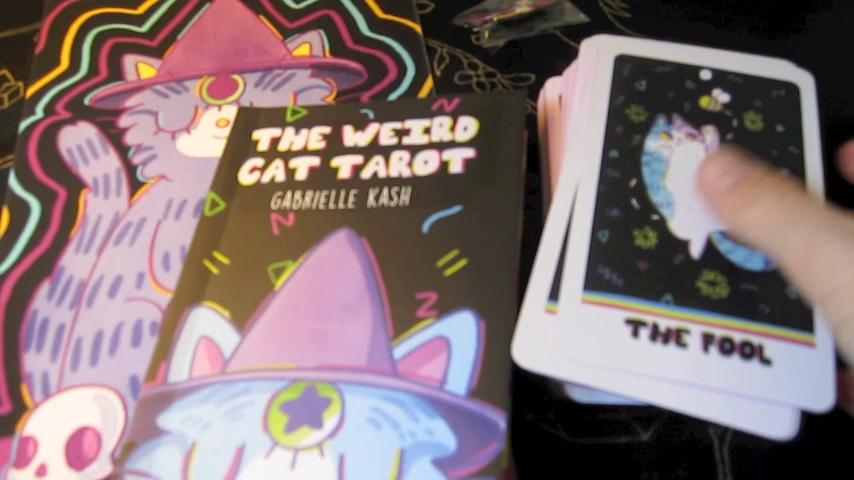 THE WEIRD
CAT TAROT
GABRIELLE KASH
THE FOOL